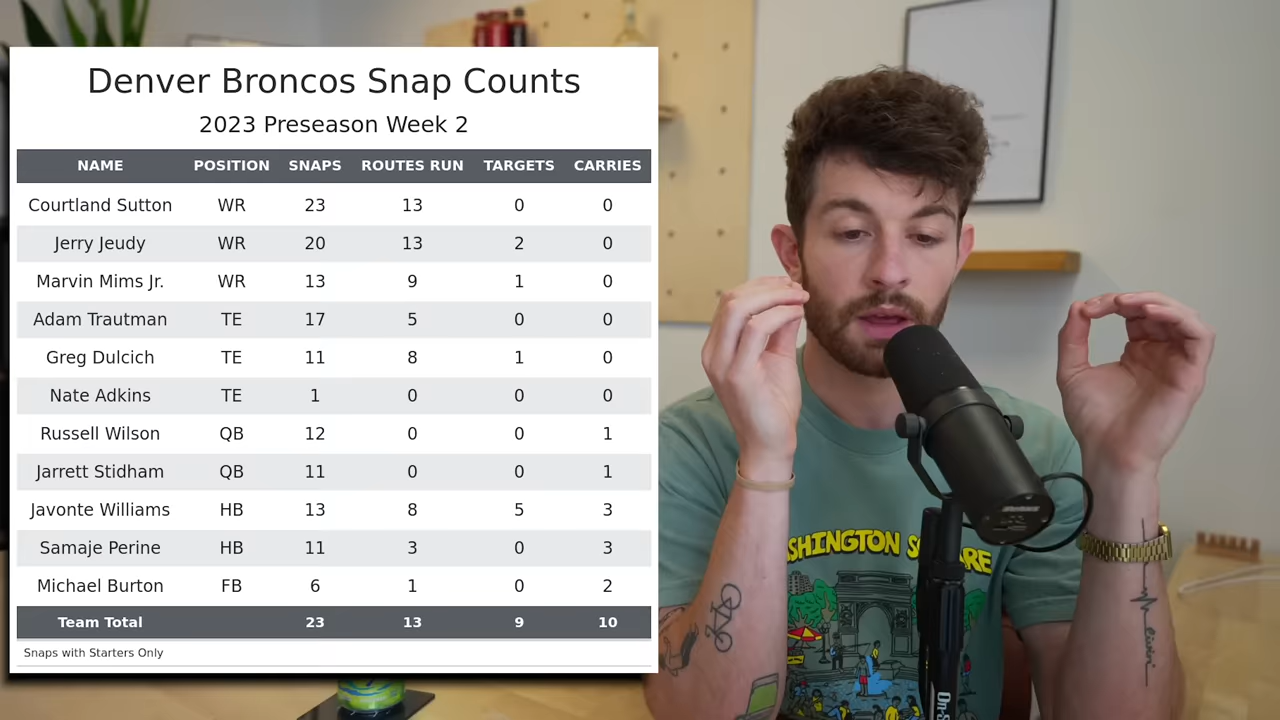 Denver Broncos Snap Counts
2023 Preseason Week 2
NAME POSITION SNAPS ROUTES RUN TARGETS CARRIES
Courtland Sutton WR 23 13 0 0
Jerry Jeudy WR 20 13 2 0
Marvin Mims Jr. WR 13 9 1 0
Adam Trautman TE 17 5 0 0
Greg Dulcich TE 11 8 1 0
Nate Adkins TE 1 0 0 0
Russell Wilson QB 12 0 0 1
Jarrett Stidham QB 11 0 0 1
Javonte Williams HB 13 8 5 3
Samaje Perine HB 11 3 0 3
Michael Burton FB 6 1 0 2
Team Total 23 13 9 10
Snaps with Starters Only